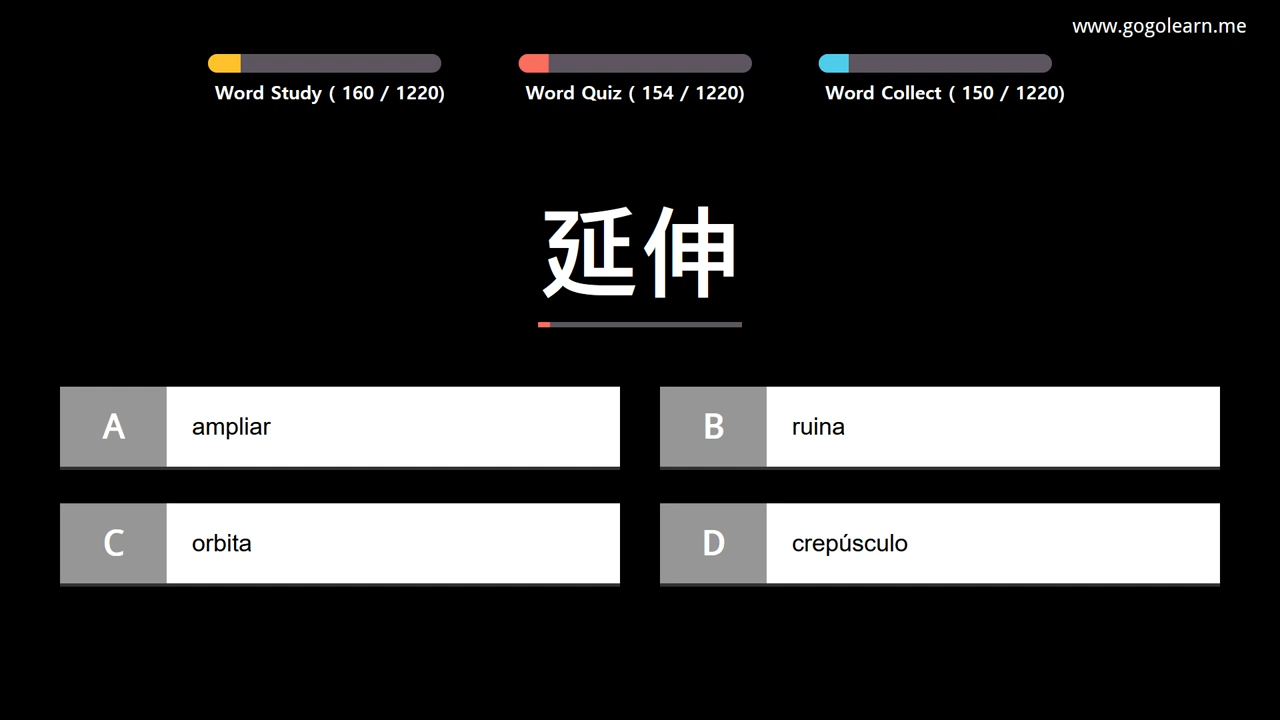 www.gogolearn.me
Word Study ( 160 / 1220)
Word Quiz ( 154 / 1220)
Word Collect ( 150 / 1220)
延伸
A ampliar
B ruina
C orbita
D crepúsculo